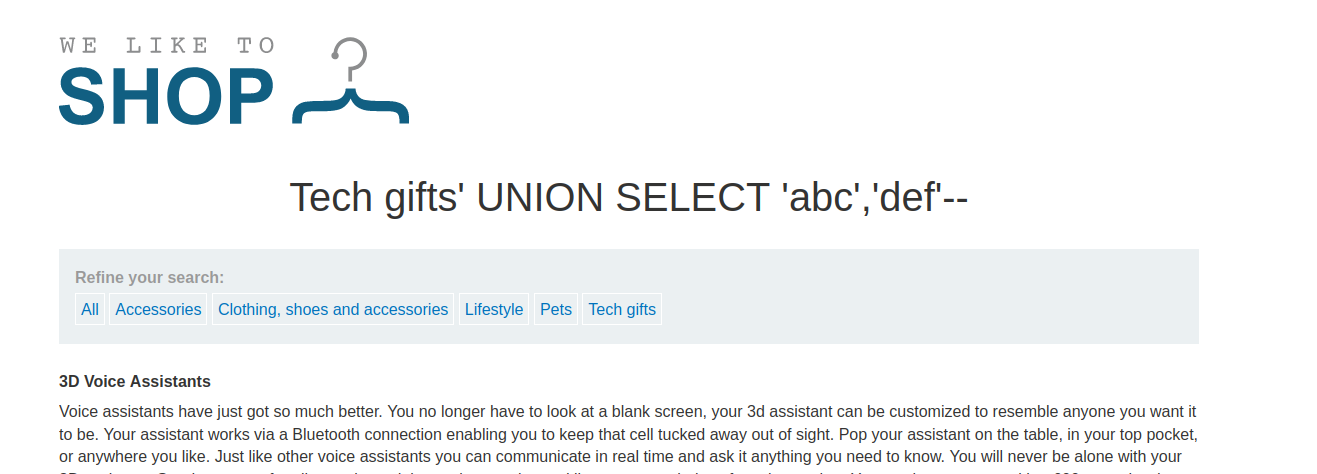 WE LIKE TO
SHOP
Tech gifts' UNION SELECT 'abc','def'--
Refine your search:
All Accessories Clothing, shoes and accessories Lifestyle Pets Tech gifts
3D Voice Assistants
Voice assistants have just got so much better. You no longer have to look at a blank screen, your 3d assistant can be customized to resemble anyone you want it
to be. Your assistant works via a Bluetooth connection enabling you to keep that cell tucked away out of sight. Pop your assistant on the table, in your top pocket,
or anywhere you like. Just like other voice assistants you can communicate in real time and ask it anything you need to know. You will never be alone with your